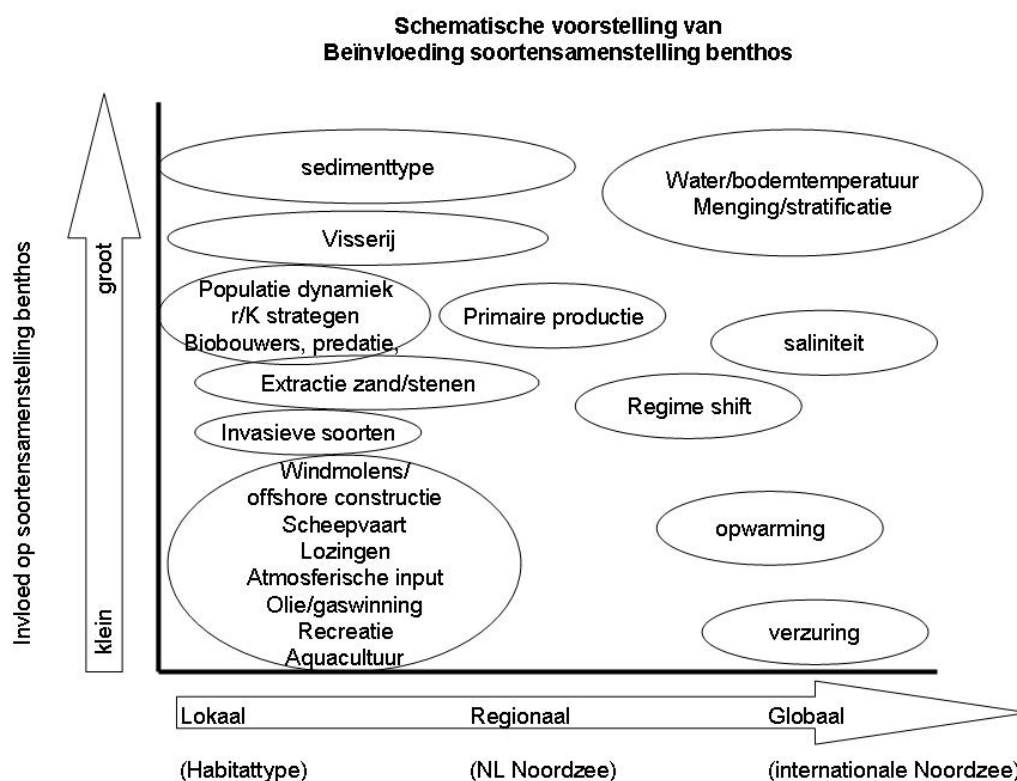 Schematische voorstelling van
Beïnvloeding soortensamenstelling benthos
Invloed op soortensamenstelling benthos
groot
klein
sedimenttype
Water/bodemtemperatuur
Menging/stratificatie
Visserij
Populatie dynamiek
r/K strategen
Biobouwers, predatie,
Primaire productie
saliniteit
Extractie zand/stenen
Regime shift
Invasieve soorten
Windmolens/
offshore constructie
Scheepvaart
Lozingen
Atmosferische input
Olie/gaswinning
Recreatie
Aquacultuur
opwarming
verzuring
Lokaal
Regionaal
Globaal
(Habitattype)
(NL Noordzee)
(internationale Noordzee)